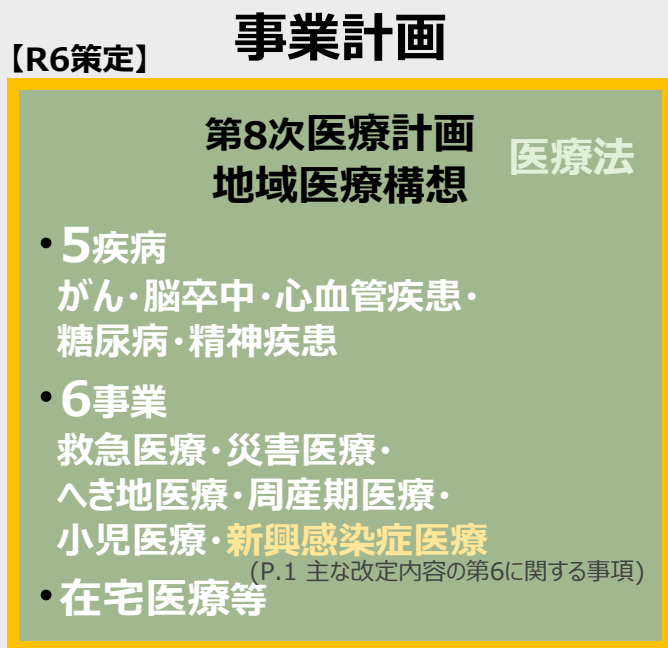 事業計画
【R6策定】
第8次医療計画
地域医療構想
医療法
•5疾病
がん・脳卒中・心血管疾患・
糖尿病・精神疾患
•6事業
救急医療・災害医療・
へき地医療・周産期医療・
小児医療・新興感染症医療
(P.1 主な改定内容の第6に関する事項)
•在宅医療等